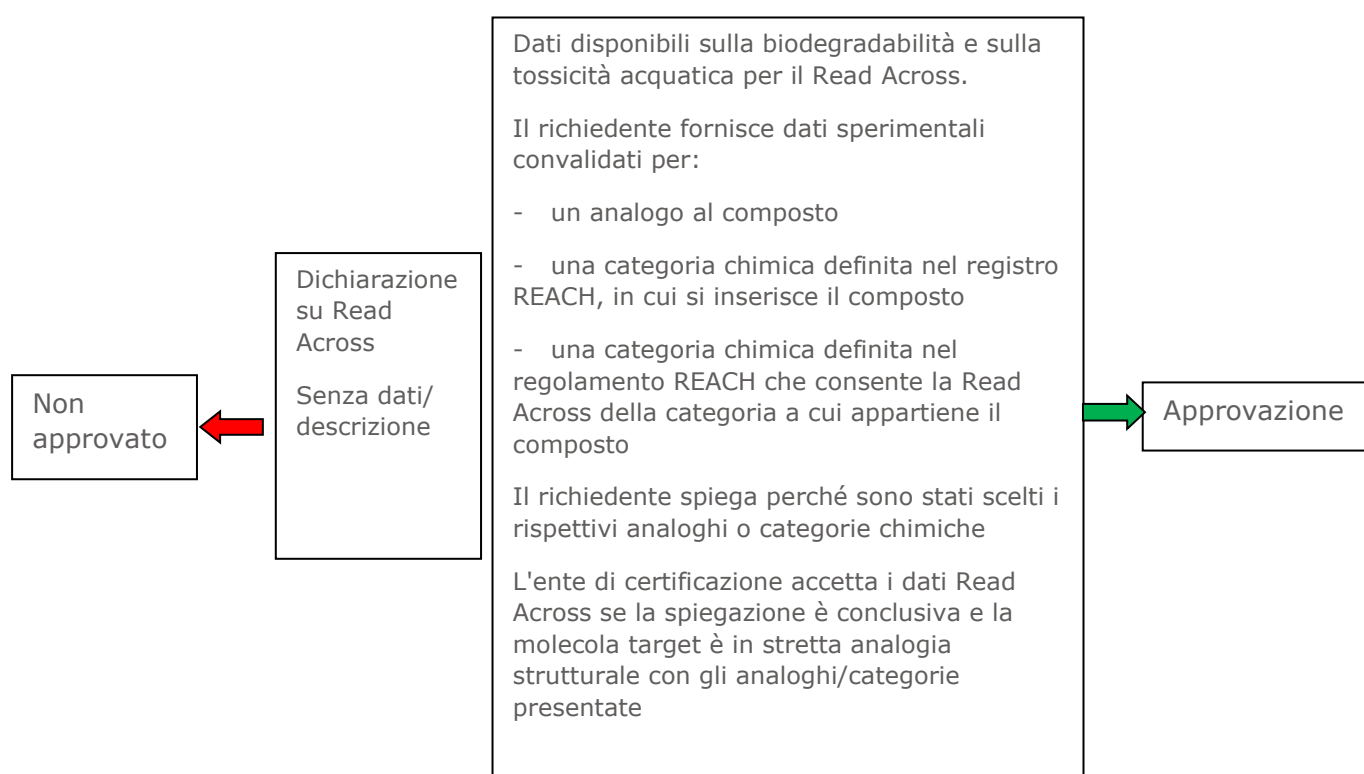 Non
approvato
Dichiarazione
su Read
Across
Senza dati/
descrizione
Dati disponibili sulla biodegradabilità e sulla
tossicità acquatica per il Read Across.
Il richiedente fornisce dati sperimentali
convalidati per:
- un analogo al composto
- una categoria chimica definita nel registro
REACH, in cui si inserisce il composto
- una categoria chimica definita nel
regolamento REACH che consente la Read
Across della categoria a cui appartiene il
composto
Il richiedente spiega perché sono stati scelti i
rispettivi analoghi o categorie chimiche
L'ente di certificazione accetta i dati Read
Across se la spiegazione è conclusiva e la
molecola target è in stretta analogia
strutturale con gli analoghi/categorie
presentate
Approvazione